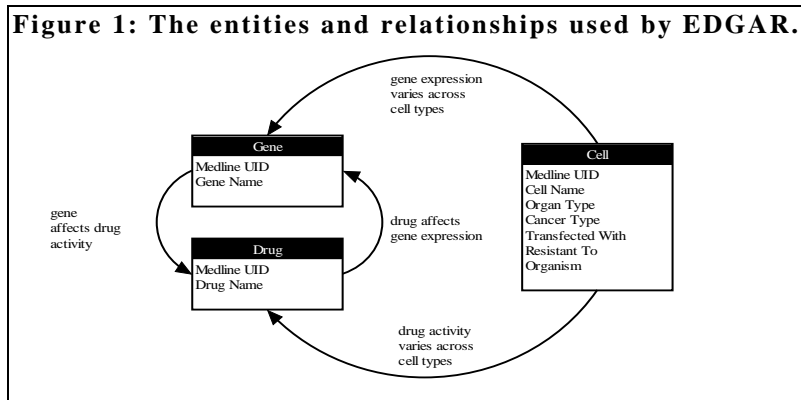 Figure 1: The entities and relationships used by EDGAR.
gene expression
varies across
cell types
Gene
Medline UID
Gene Name
Cell
Medline UID
Cell Name
Organ Type
Cancer Type
Transfected With
Resistant To
Organism
gene
affects drug
activity
drug affects
gene expression
Drug
Medline UID
Drug Name
drug activity
varies across
cell types